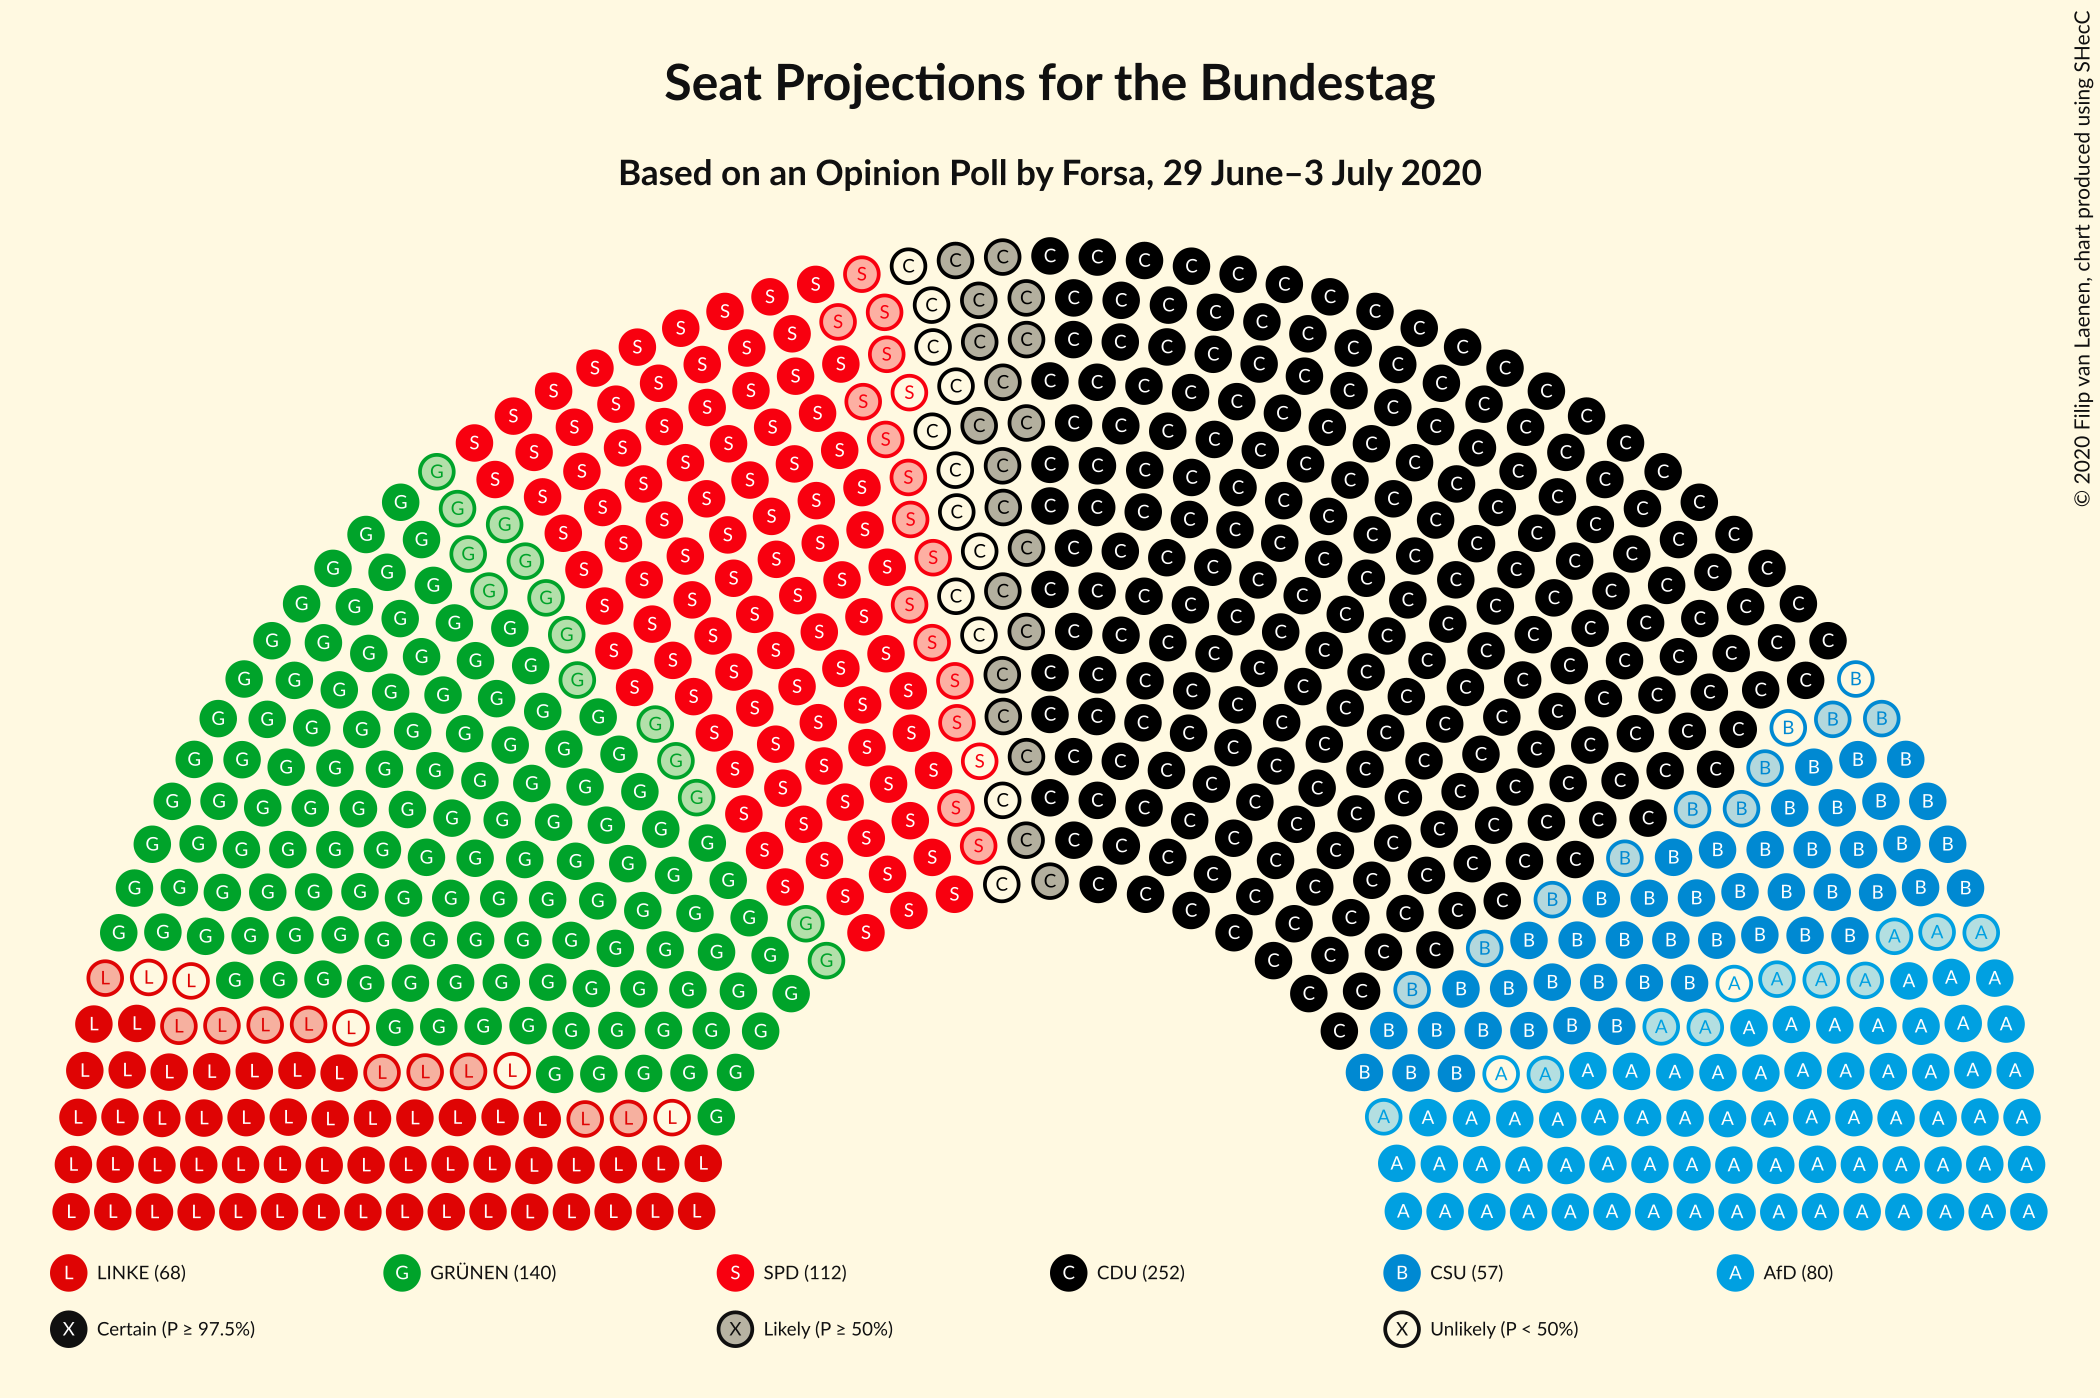 Seat Projections for the Bundestag
Based on an Opinion Poll by Forsa, 29 June–3 July 2020
© 2020 Filip van Laenen, chart produced using SHecC
L LINKE (68) G GRÜNEN (140) S SPD (112) C CDU (252) B CSU (57) A AfD (80)
X Certain (P ≥ 97.5%) X Likely (P ≥ 50%) X Unlikely (P < 50%)